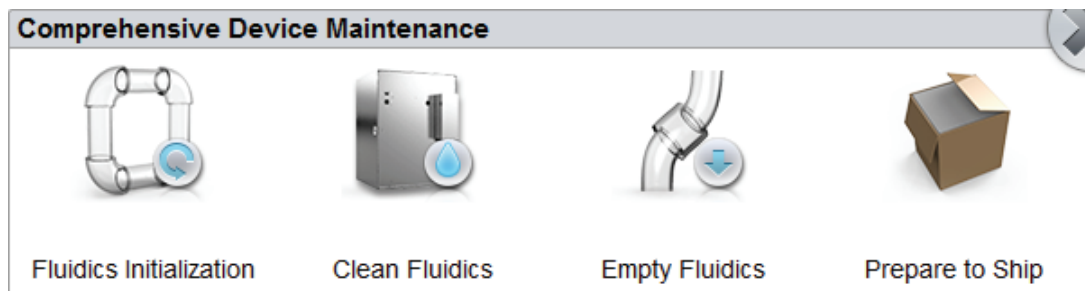 Comprehensive Device Maintenance
Fluidics Initialization
Clean Fluidics
Empty Fluidics
Prepare to Ship